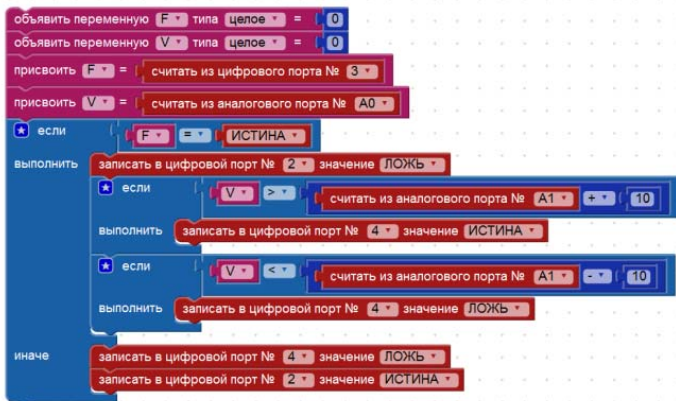 объявить переменную F типа целое = 0
объявить переменную V типа целое = 0
присвоить F = считать из цифрового порта № 3
присвоить V = считать из аналогового порта № A0
если F = ИСТИНА
выполнить записать в цифровой порт № 2 значение ЛОЖЬ
если V > считать из аналогового порта № A1 + 10
выполнить записать в цифровой порт № 4 значение ИСТИНА
если V < считать из аналогового порта № A1 - 10
выполнить записать в цифровой порт № 4 значение ЛОЖЬ
иначе записать в цифровой порт № 4 значение ЛОЖЬ
записать в цифровой порт № 2 значение ИСТИНА